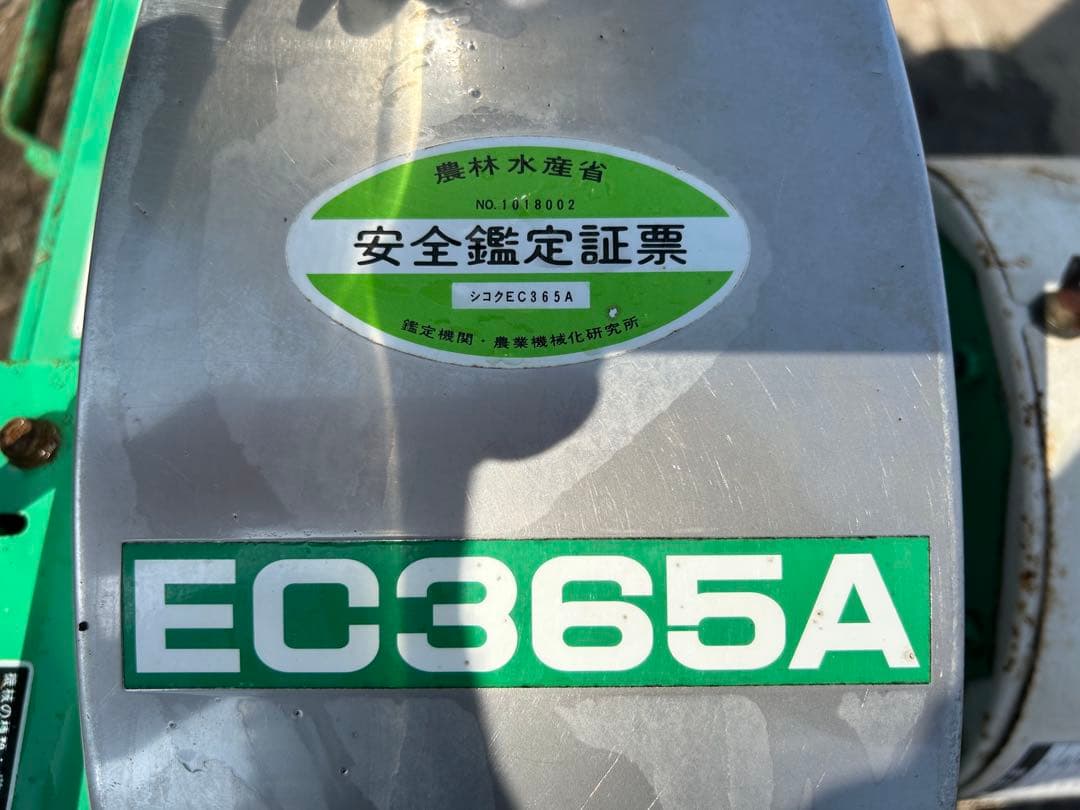 農林水産省
NO.1018002
安全鑑定証票
シコクEC365A
鑑定機関・農業機械化研究所
EC365A